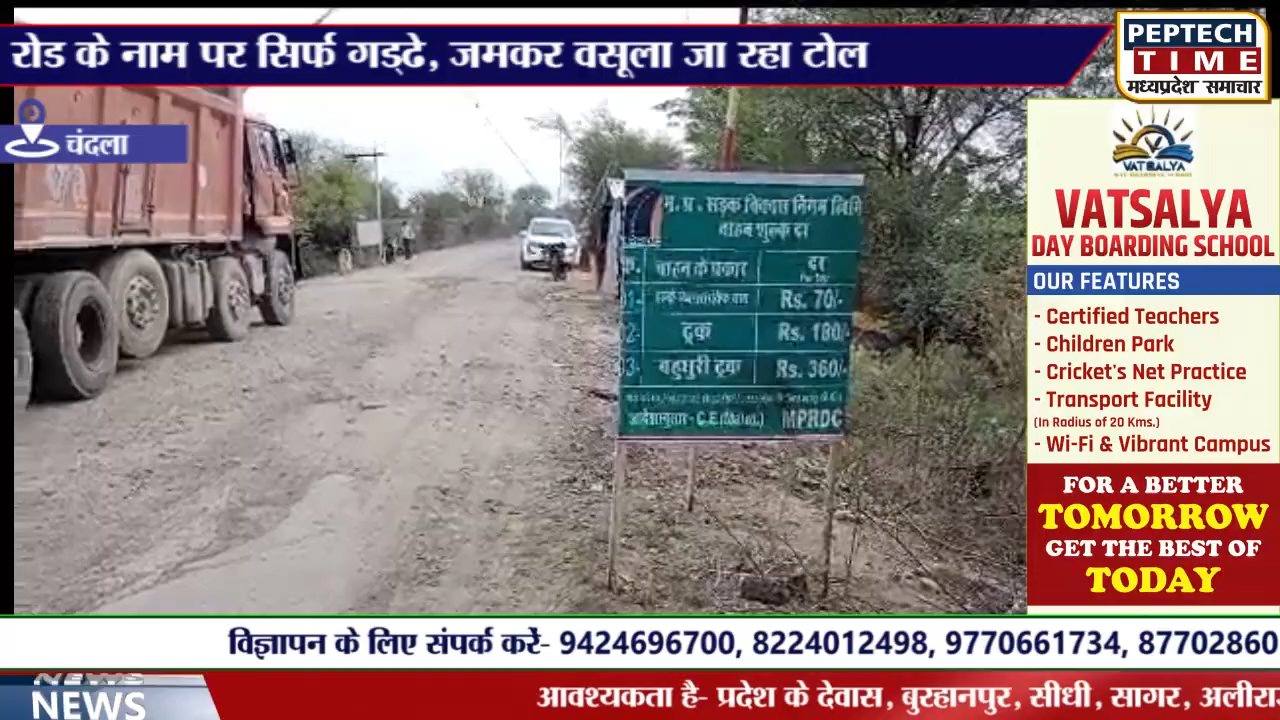 रोड के नाम पर सिर्फ गड्ढे, जमकर वसूला जा रहा टोल
PEPTECH
TIME
मध्यप्रदेश समाचार
चंदला
म.प्र. सड़क विकास निगम लिमि
वाहन शुल्क दर
वाहन के प्रकार
दर
Rs. 70/-
02-
ट्रक
Rs. 180/-
03-
बहुधुरी ट्रक
Rs. 360/-
आदेशानुसार - C.E. MPRDC
VATSALYA
VATSALYA
DAY BOARDING SCHOOL
OUR FEATURES
- Certified Teachers
- Children Park
- Cricket's Net Practice
- Transport Facility
(In Radius of 20 Kms.)
- Wi-Fi & Vibrant Campus
FOR A BETTER
TOMORROW
GET THE BEST OF
TODAY
विज्ञापन के लिए संपर्क करें- 9424696700, 8224012498, 9770661734, 87702860
NEWS
NEWS
आवश्यकता है- प्रदेश के देवास, बुरहानपुर, सीधी, सागर, अलीरा